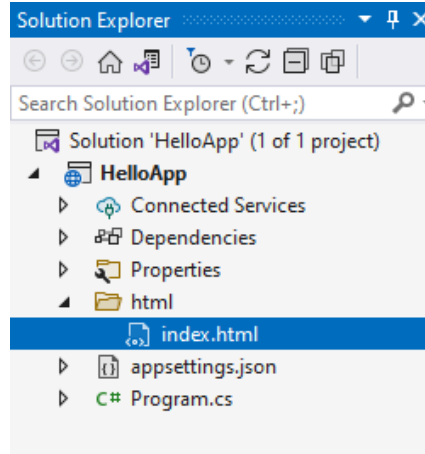 Solution Explorer
Search Solution Explorer (Ctrl+;)
Solution 'HelloApp' (1 of 1 project)
HelloApp
Connected Services
Dependencies
Properties
html
index.html
appsettings.json
C# Program.cs